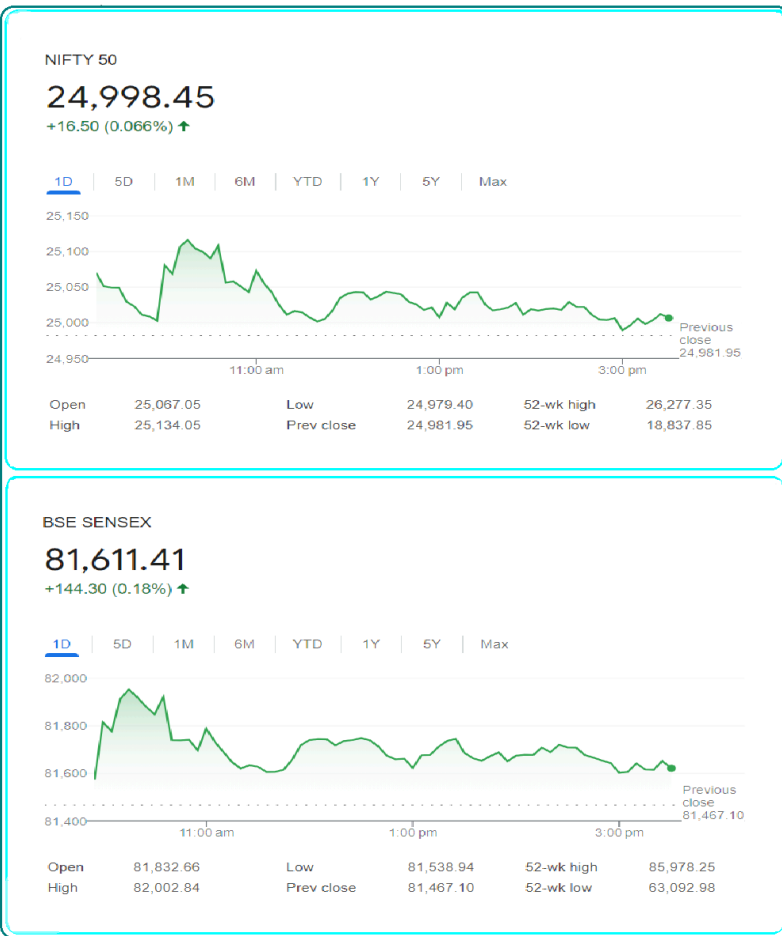 NIFTY 50
24,998.45
+16.50 (0.066%) ↑
1D 5D 1M 6M YTD 1Y 5Y Max
25,150
25,100
25,050
25,000
Previous
close
24,981.95
24,950
11:00 am 1:00 pm 3:00 pm
Open 25,067.05 Low 24,979.40 52-wk high 26,277.35
High 25,134.05 Prev close 24,981.95 52-wk low 18,837.85
BSE SENSEX
81,611.41
+144.30 (0.18%) ↑
1D 5D 1M 6M YTD 1Y 5Y Max
82,000
81,800
81,600
Previous
close
81,467.10
81,400
11:00 am 1:00 pm 3:00 pm
Open 81,832.66 Low 81,538.94 52-wk high 85,978.25
High 82,002.84 Prev close 81,467.10 52-wk low 63,092.98